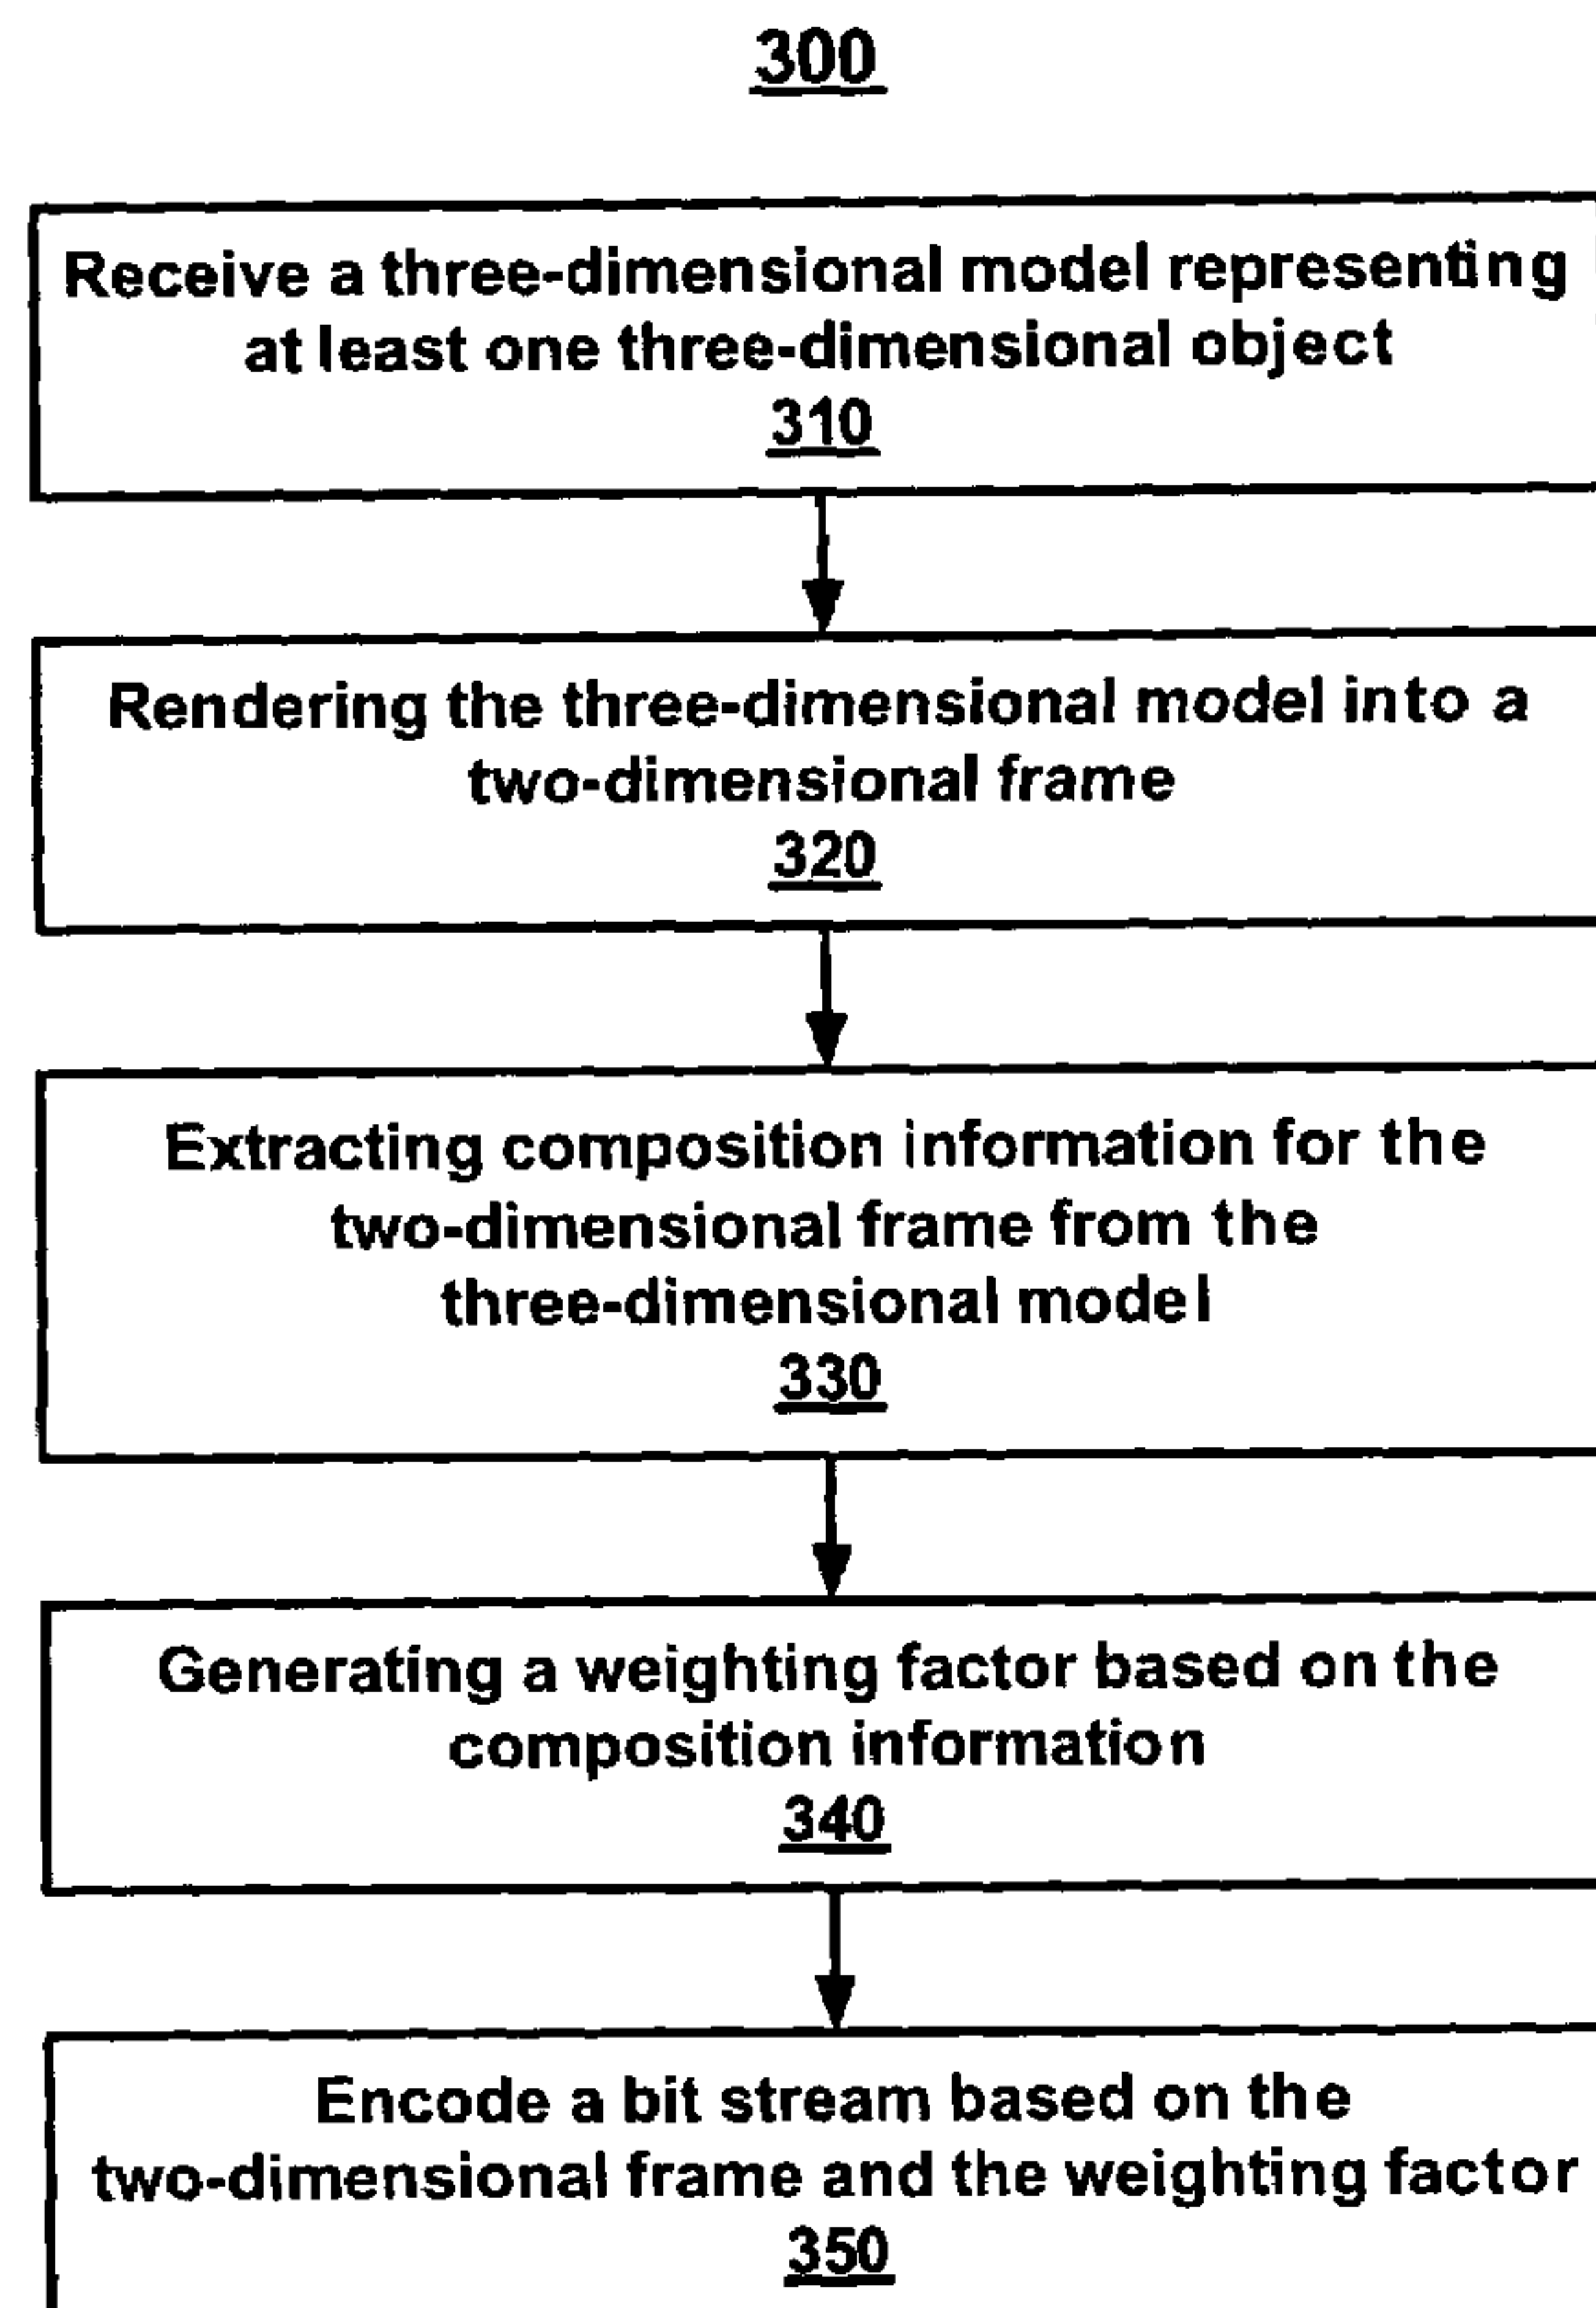 300
Receive a three-dimensional model representing
at least one three-dimensional object
310
Rendering the three-dimensional model into a
two-dimensional frame
320
Extracting composition information for the
two-dimensional frame from the
three-dimensional model
330
Generating a weighting factor based on the
composition information
340
Encode a bit stream based on the
two-dimensional frame and the weighting factor
350